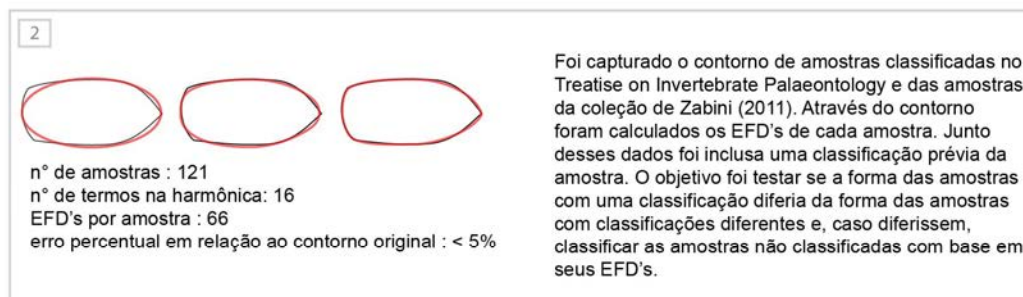 2
n° de amostras : 121
n° de termos na harmônica: 16
EFD's por amostra : 66
erro percentual em relação ao contorno original : < 5%
Foi capturado o contorno de amostras classificadas no
Treatise on Invertebrate Palaeontology e das amostras
da coleção de Zabini (2011). Através do contorno
foram calculados os EFD's de cada amostra. Junto
desses dados foi inclusa uma classificação prévia da
amostra. O objetivo foi testar se a forma das amostras
com uma classificação diferia da forma das amostras
com classificações diferentes e, caso diferissem,
classificar as amostras não classificadas com base em
seus EFD's.